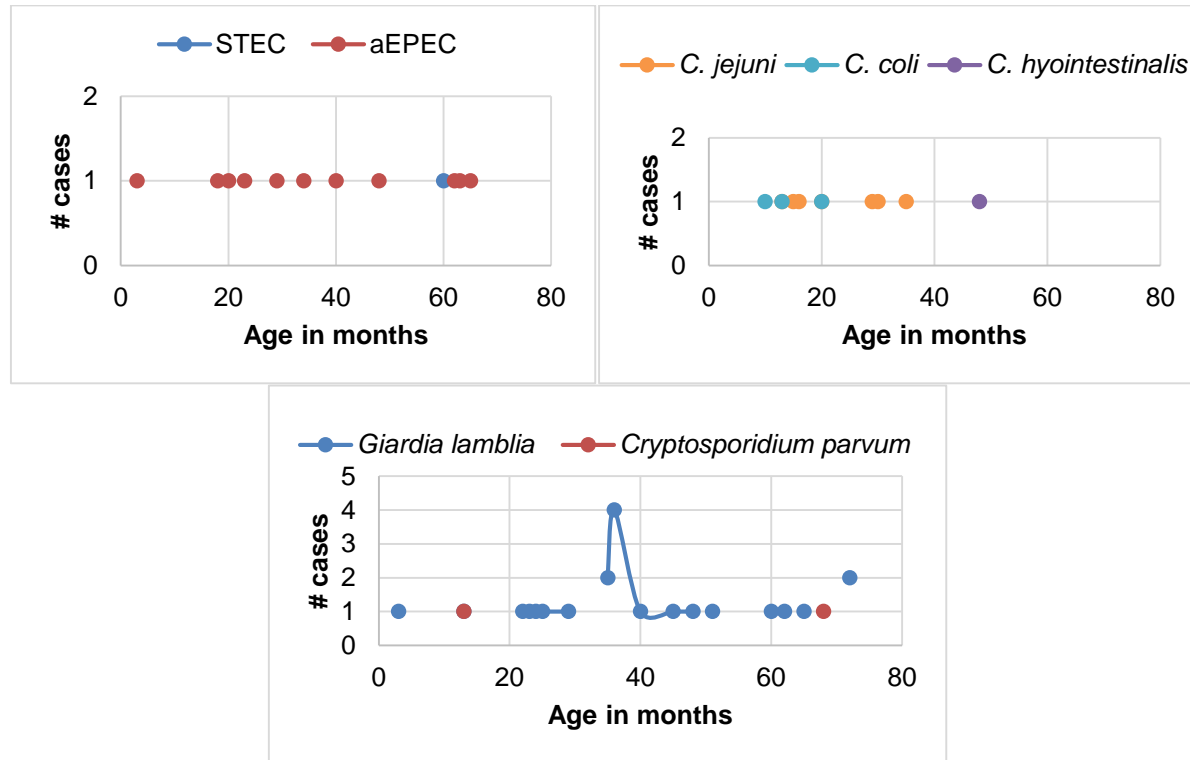 STEC aEPEC
2
1
0
# cases
0 20 40 60 80
Age in months
C. jejuni C. coli C. hyointestinalis
2
1
0
# cases
0 20 40 60 80
Age in months
Giardia lamblia Cryptosporidium parvum
5
4
3
2
1
0
# cases
0 20 40 60 80
Age in months